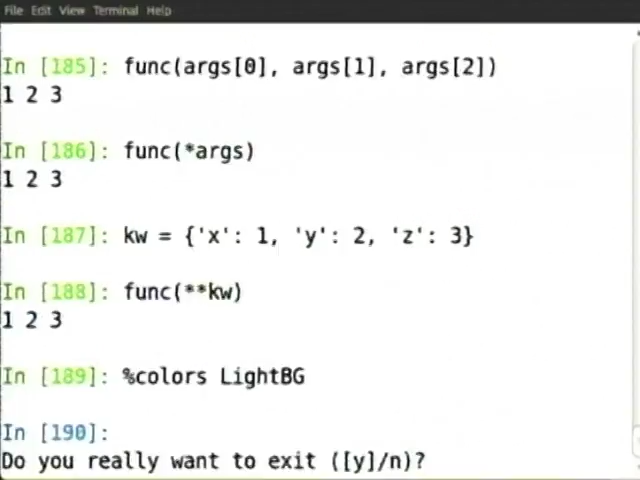 File Edit View Terminal Help
In [185]: func(args[0], args[1], args[2])
1 2 3
In [186]: func(*args)
1 2 3
In [187]: kw = {'x': 1, 'y': 2, 'z': 3}
In [188]: func(**kw)
1 2 3
In [189]: %colors LightBG
In [190]:
Do you really want to exit ([y]/n)?